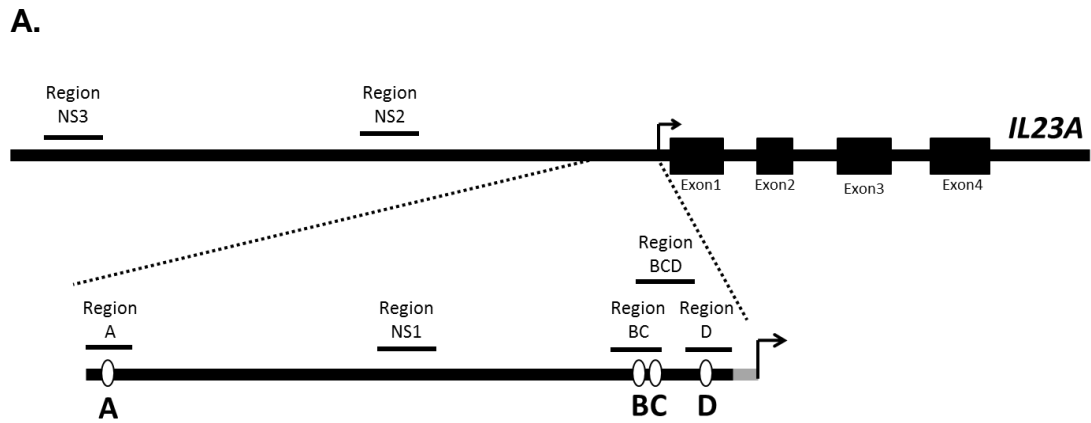 A.
Region
NS3
Region
NS2
IL23A
Exon1
Exon2
Exon3
Exon4
Region
BCD
Region
A
Region
NS1
Region
BC
Region
D
A
BC
D